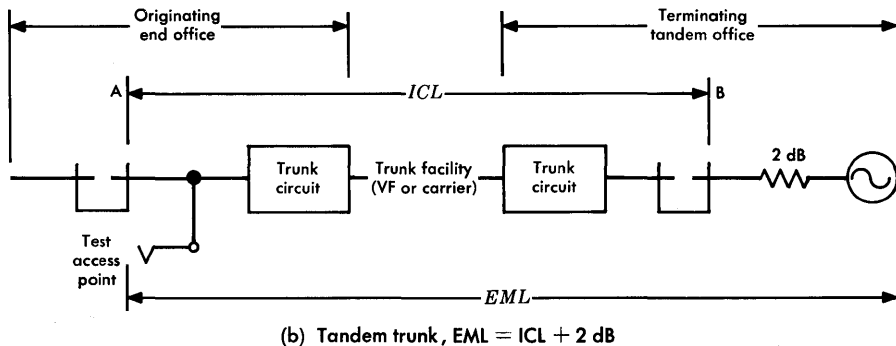 Originating
end office
Terminating
tandem office
A
ICL
B
2 dB
Trunk
circuit
Trunk facility
(VF or carrier)
Trunk
circuit
Test
access
point
EML
(b) Tandem trunk, EML = ICL + 2 dB